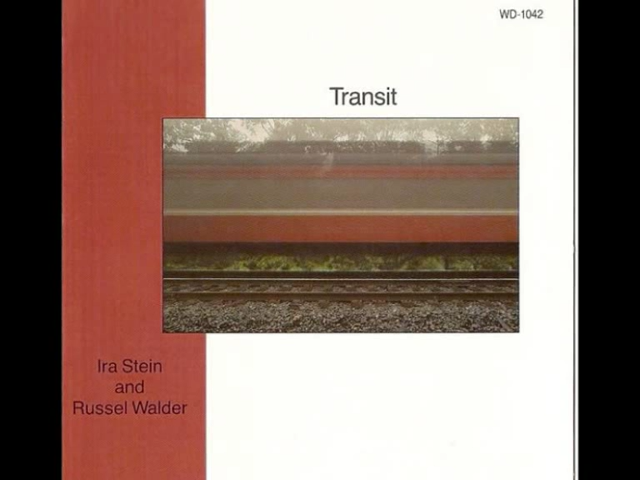 WD-1042
Transit
Ira Stein
and
Russel Walder